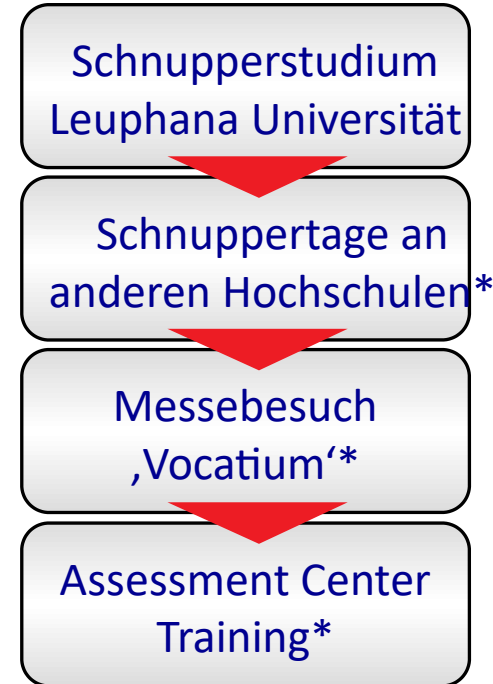 Schnupperstudium
Leuphana Universität
Schnuppertage an
anderen Hochschulen*
Messebesuch
‚Vocatium‘*
Assessment Center
Training*